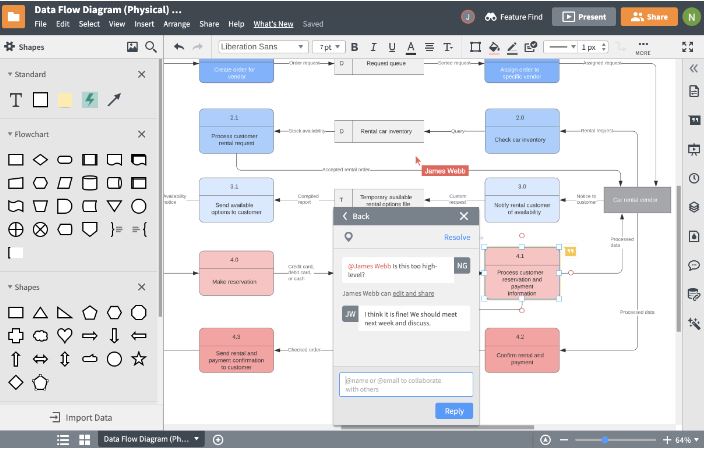 Data Flow Diagram (Physical) ...
File Edit Select View Insert Arrange Share Help What's New Saved
J
Feature Find
Present
Share
N
Shapes
Liberation Sans
7 pt
B I U A T
1 px
MORE
Standard
T
Flowchart
Shapes
Import Data
Create order for
vendor
Order request
D
Request queue
Sorted request
Assign order to
specific vendor
Assigned request
2.1
Process customer
rental request
Stock availability
D
Rental car inventory
Query
2.0
Check car inventory
Rental request
Accepted rental order
James Webb
Availability
notice
3.1
Send available
options to customer
Compiled
report
T
Temporary available
rental options file
Custom
request
3.0
Notify rental customer
of availability
Notice to
customer
Car rental vendor
Processed
data
4.0
Make reservation
Credit card,
debit card,
or cash
4.1
Process customer
reservation and
payment
information
Processed data
4.3
Send rental and
payment confirmation
to customer
Checked order
4.2
Confirm rental and
payment
Back
Resolve
@James Webb Is this too high-
level?
NG
James Webb can edit and share
JW
I think it is fine! We should meet
next week and discuss.
@name or @email to collaborate
with others
Reply
Data Flow Diagram (Ph...
64%